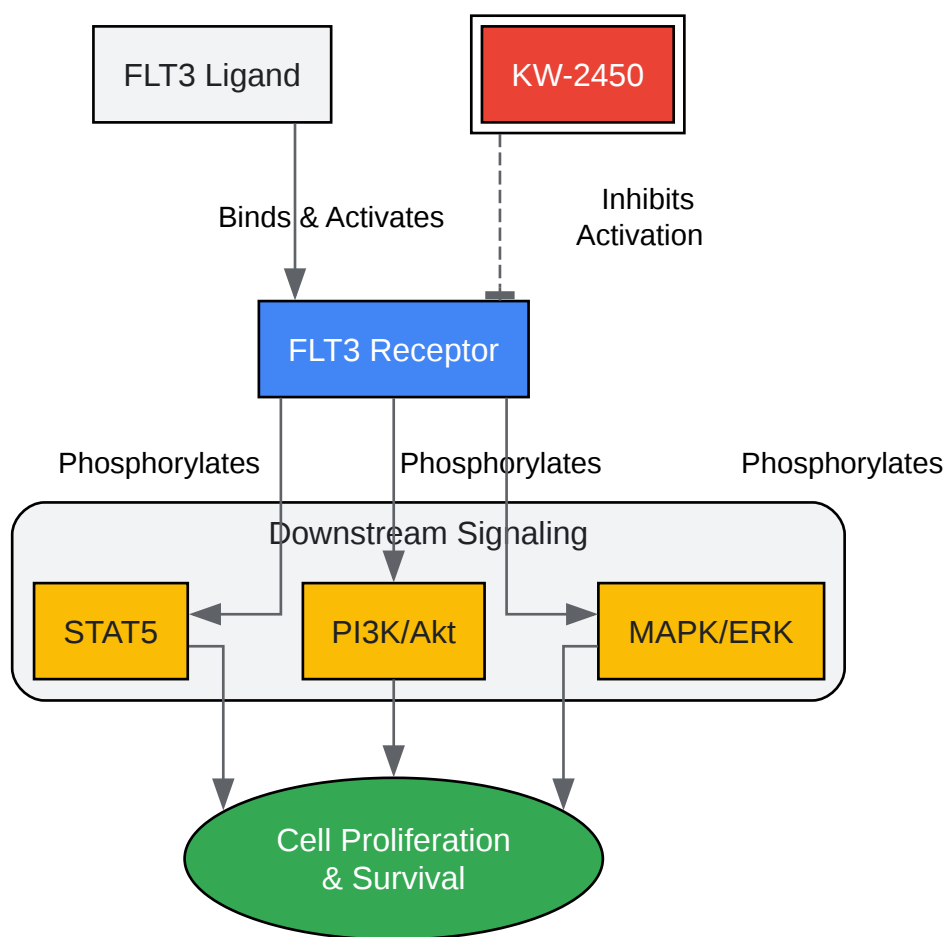 FLT3 Ligand
KW-2450
Binds & Activates
Inhibits
Activation
FLT3 Receptor
Phosphorylates
Phosphorylates
Phosphorylates
Downstream Signaling
STAT5
PI3K/Akt
MAPK/ERK
Cell Proliferation
& Survival